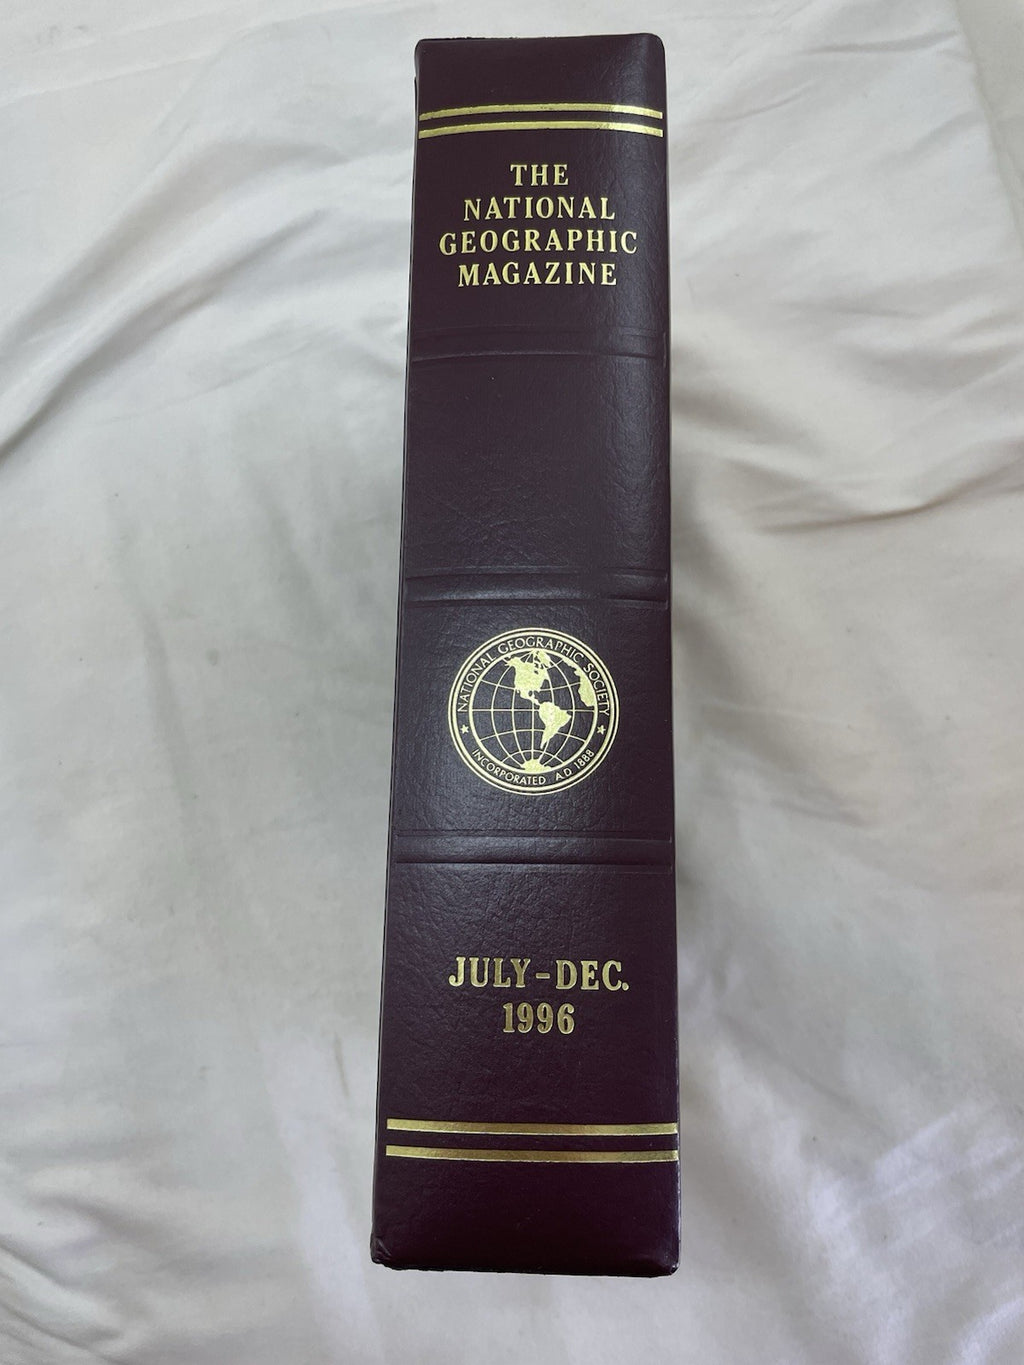 THE
NATIONAL
GEOGRAPHIC
MAGAZINE
NATIONAL GEOGRAPHIC SOCIETY
INCORPORATED A.D 1888
JULY-DEC.
1996